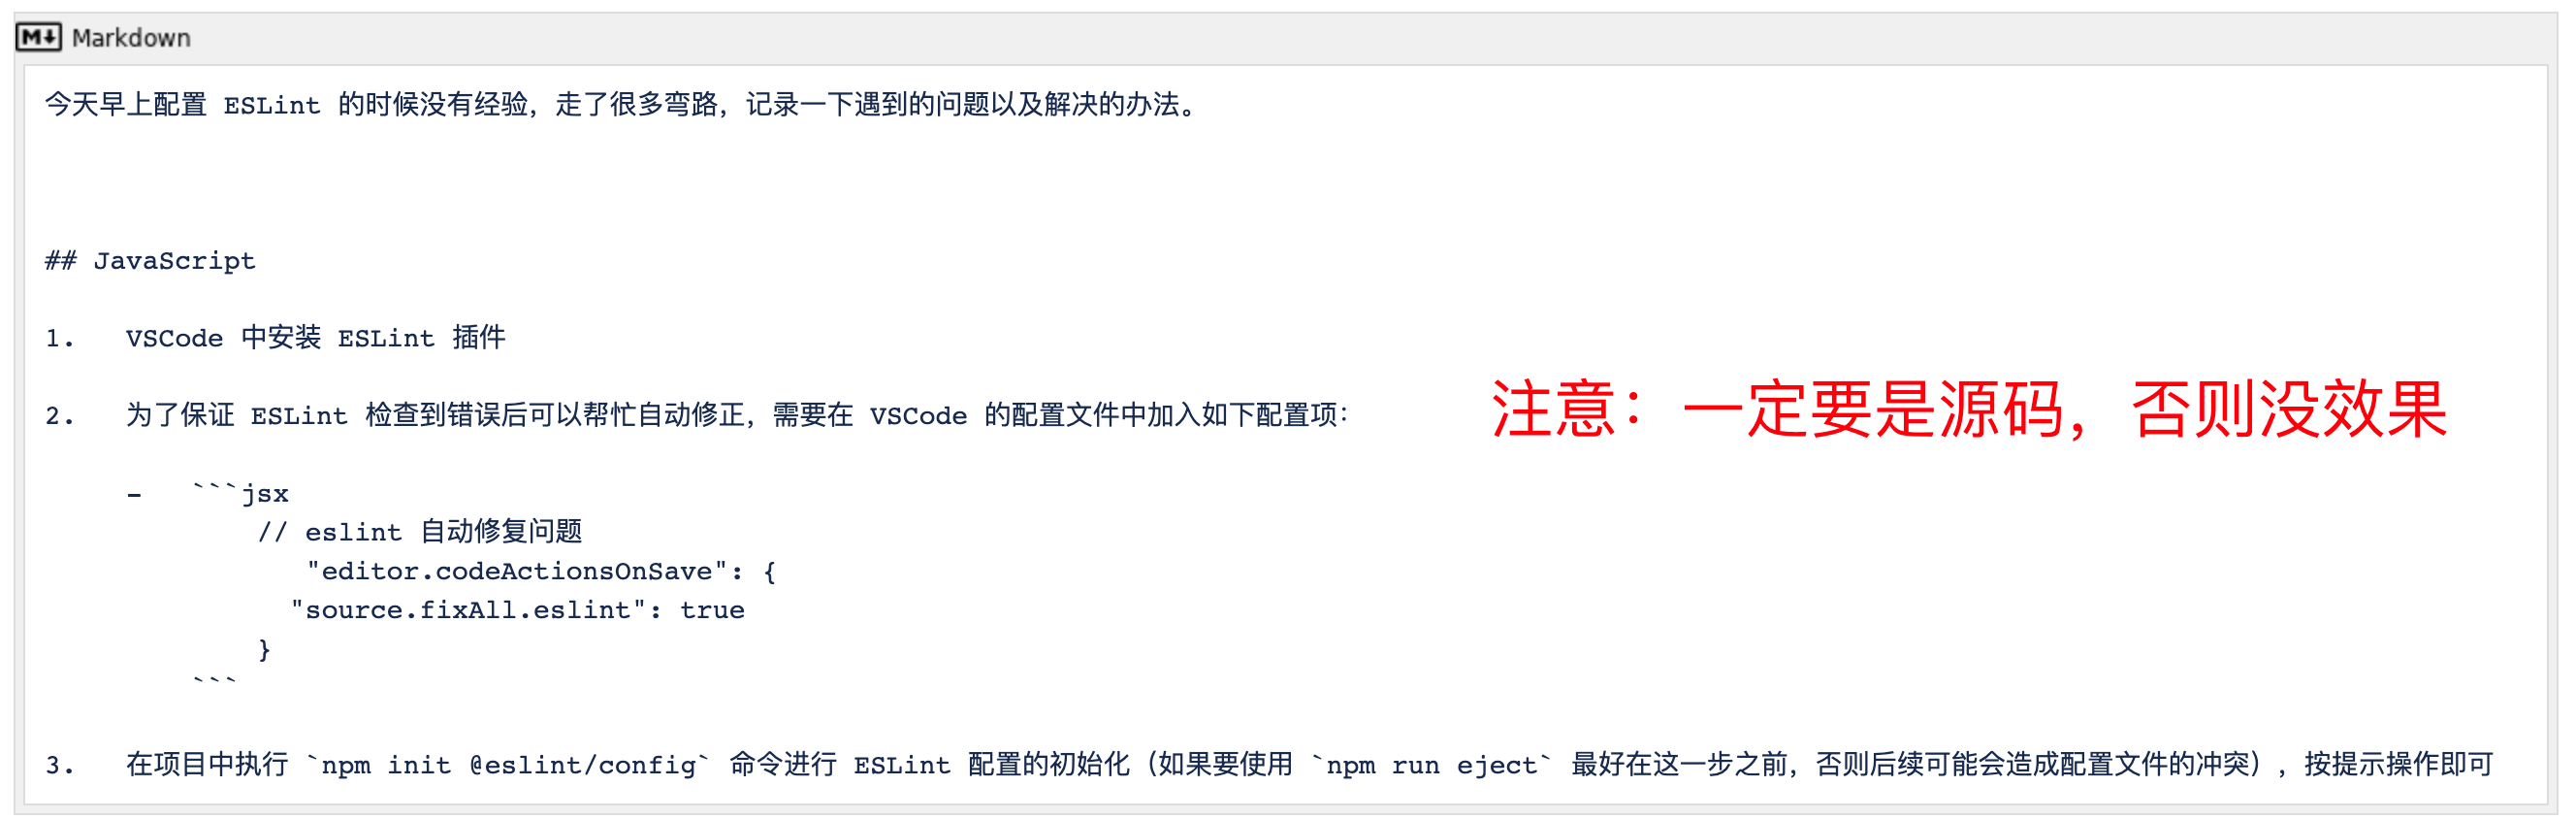 Markdown
今天早上配置 ESLint 的时候没有经验，走了很多弯路，记录一下遇到的问题以及解决的办法。
## JavaScript
1.   VSCode 中安装 ESLint 插件
2.   为了保证 ESLint 检查到错误后可以帮忙自动修正，需要在 VSCode 的配置文件中加入如下配置项：
注意：一定要是源码，否则没效果
     -   ```jsx
             // eslint 自动修复问题
                "editor.codeActionsOnSave": {
               "source.fixAll.eslint": true
             }
         ```
3.   在项目中执行 `npm init @eslint/config` 命令进行 ESLint 配置的初始化（如果要使用 `npm run eject` 最好在这一步之前，否则后续可能会造成配置文件的冲突）, 按提示操作即可